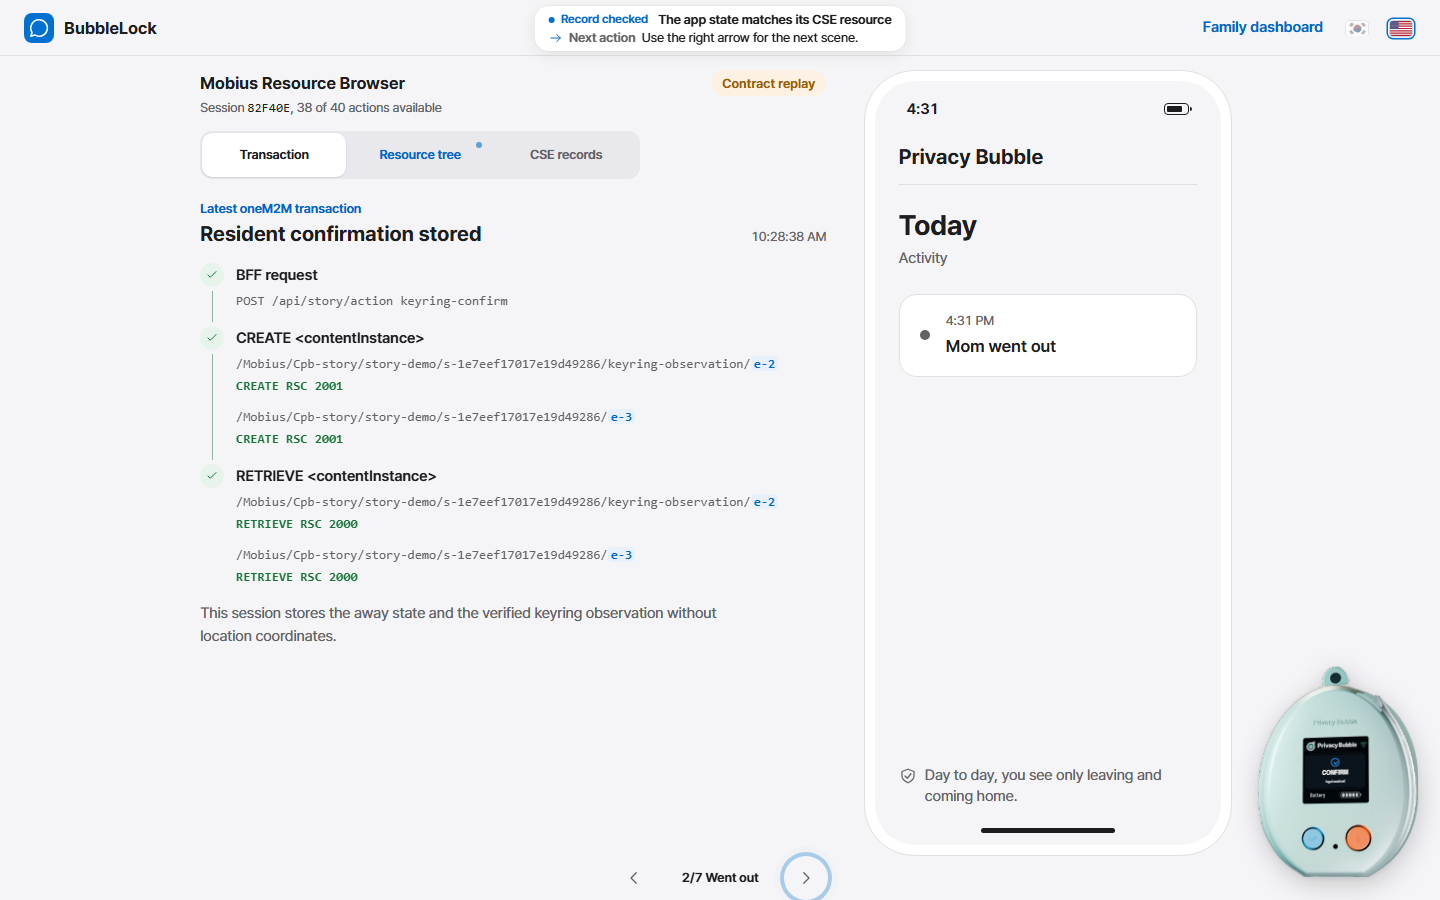 BubbleLock
Record checked The app state matches its CSE resource
Next action Use the right arrow for the next scene.
Family dashboard
Mobius Resource Browser
Contract replay
Session 82F40E, 38 of 40 actions available
Transaction
Resource tree
CSE records
Latest oneM2M transaction
Resident confirmation stored
10:28:38 AM
BFF request
POST /api/story/action keyring-confirm
CREATE <contentInstance>
/Mobius/Cpb-story/story-demo/s-1e7eef17017e19d49286/keyring-observation/e-2
CREATE RSC 2001
/Mobius/Cpb-story/story-demo/s-1e7eef17017e19d49286/e-3
CREATE RSC 2001
RETRIEVE <contentInstance>
/Mobius/Cpb-story/story-demo/s-1e7eef17017e19d49286/keyring-observation/e-2
RETRIEVE RSC 2000
/Mobius/Cpb-story/story-demo/s-1e7eef17017e19d49286/e-3
RETRIEVE RSC 2000
This session stores the away state and the verified keyring observation without
location coordinates.
2/7 Went out
4:31
Privacy Bubble
Today
Activity
4:31 PM
Mom went out
Day to day, you see only leaving and
coming home.
Privacy Bubble
Privacy Bubble
CONFIRM
Battery